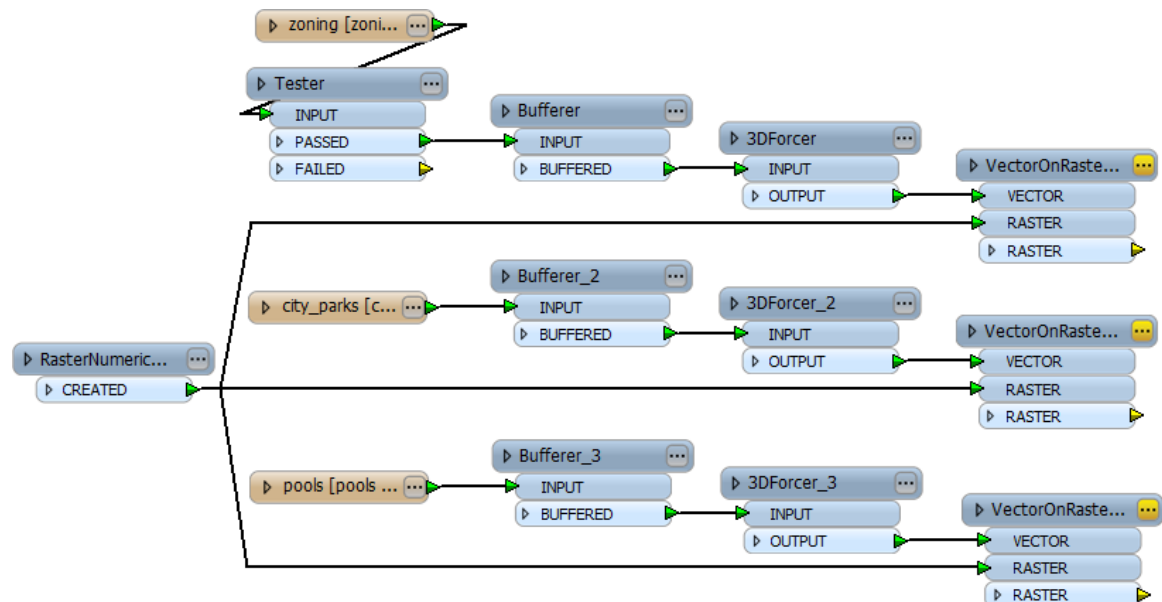 zoning [zoni...
Tester
INPUT
PASSED
FAILED
Bufferer
INPUT
BUFFERED
3DForcer
INPUT
OUTPUT
VectorOnRaste...
VECTOR
RASTER
RASTER
city_parks [c...
Bufferer_2
INPUT
BUFFERED
3DForcer_2
INPUT
OUTPUT
VectorOnRaste...
VECTOR
RASTER
RASTER
RasterNumeric...
CREATED
pools [pools ...
Bufferer_3
INPUT
BUFFERED
3DForcer_3
INPUT
OUTPUT
VectorOnRaste...
VECTOR
RASTER
RASTER